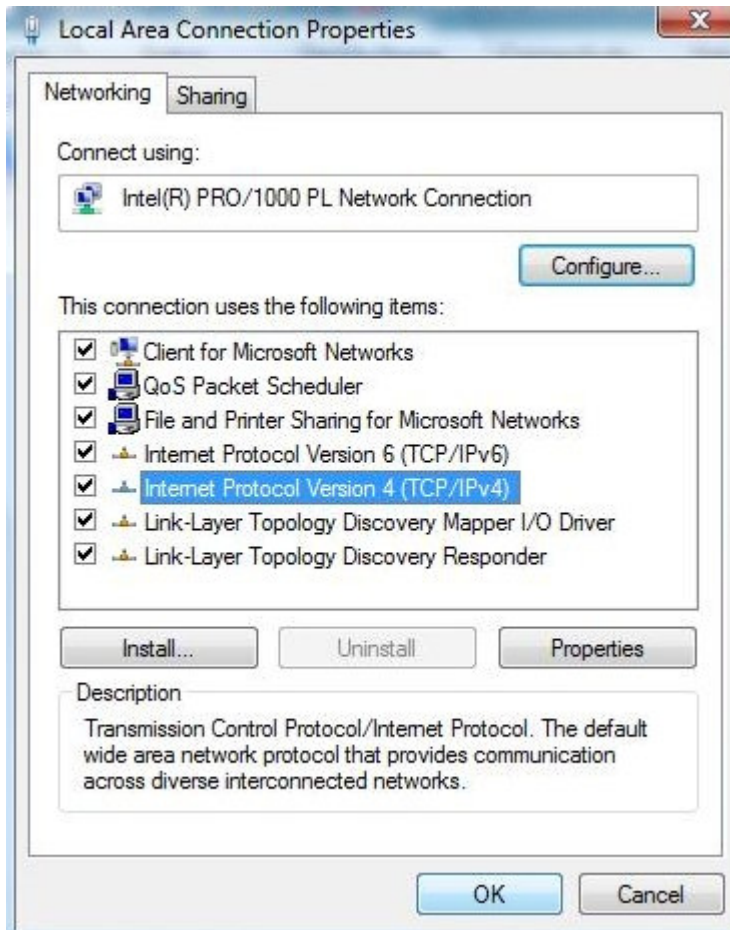 Local Area Connection Properties
Networking
Sharing
Connect using:
Intel(R) PRO/1000 PL Network Connection
Configure...
This connection uses the following items:
Client for Microsoft Networks
QoS Packet Scheduler
File and Printer Sharing for Microsoft Networks
Internet Protocol Version 6 (TCP/IPv6)
Internet Protocol Version 4 (TCP/IPv4)
Link-Layer Topology Discovery Mapper I/O Driver
Link-Layer Topology Discovery Responder
Install...
Uninstall
Properties
Description
Transmission Control Protocol/Internet Protocol. The default
wide area network protocol that provides communication
across diverse interconnected networks.
OK
Cancel